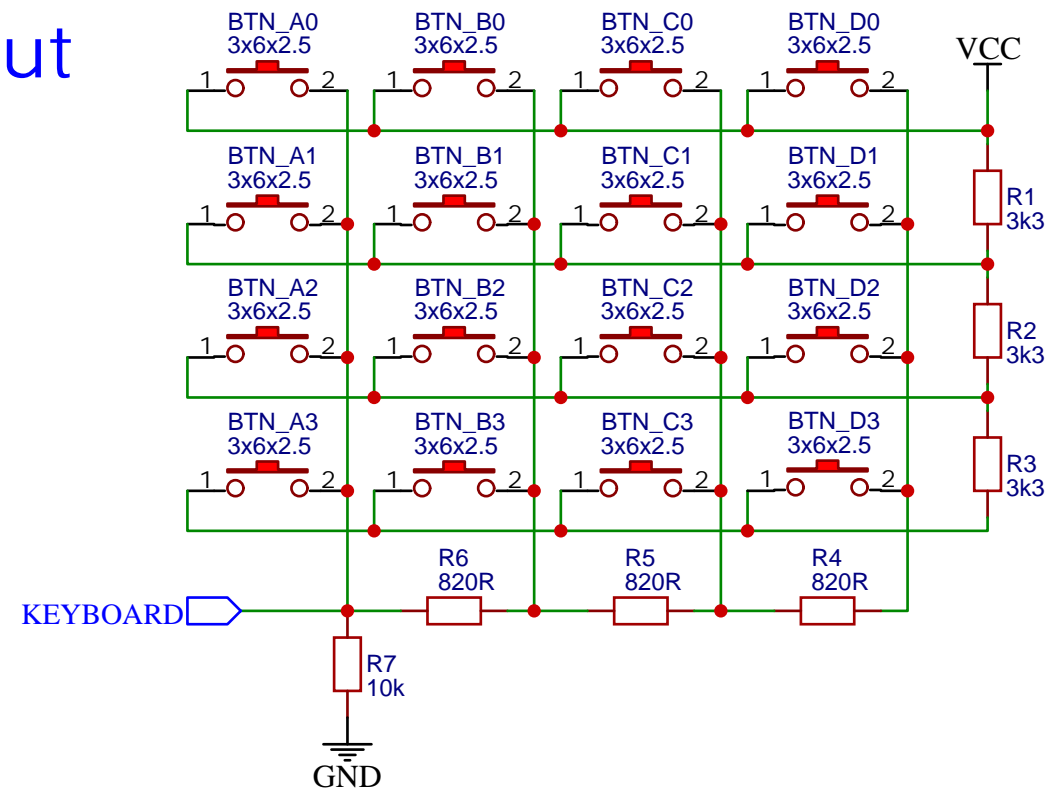 ut
BTN_A0 BTN_B0 BTN_C0 BTN_D0
3x6x2.5 3x6x2.5 3x6x2.5 3x6x2.5
VCC
1 2 1 2 1 2 1 2
BTN_A1 BTN_B1 BTN_C1 BTN_D1
3x6x2.5 3x6x2.5 3x6x2.5 3x6x2.5
R1
3k3
1 2 1 2 1 2 1 2
BTN_A2 BTN_B2 BTN_C2 BTN_D2
3x6x2.5 3x6x2.5 3x6x2.5 3x6x2.5
R2
3k3
1 2 1 2 1 2 1 2
BTN_A3 BTN_B3 BTN_C3 BTN_D3
3x6x2.5 3x6x2.5 3x6x2.5 3x6x2.5
R3
3k3
1 2 1 2 1 2 1 2
R6 R5 R4
820R 820R 820R
KEYBOARD
R7
10k
GND